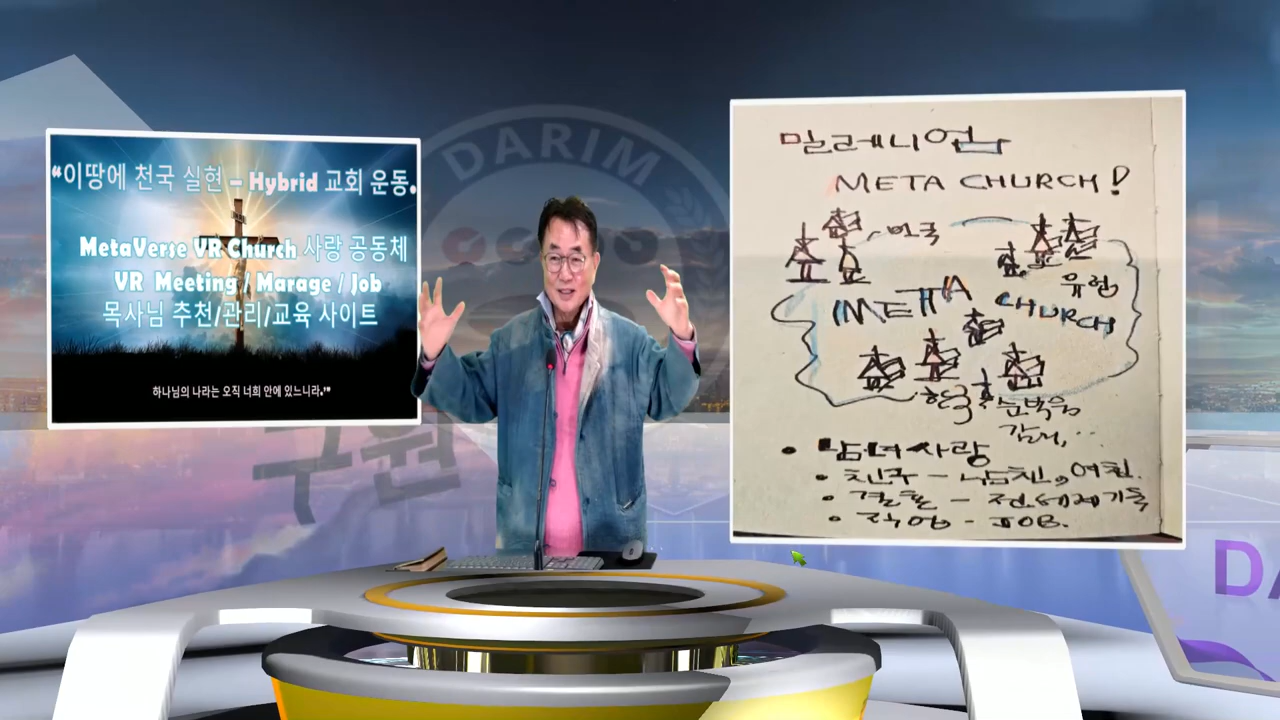 DARIM
"이땅에 천국 실현 – Hybrid 교회 운동.
MetaVerse VR Church 사랑 공동체
VR Meeting / Marage / Job
목사님 추천/관리/교육 사이트
하나님의 나라는 오직 너희 안에 있느니라."
구원
밀레니엄
META CHURCH!
미국
유럽
META CHURCH
한국
• 남녀사랑
• 친구 – 남친, 여친.
• 결혼 – 전세계기독
• 직업 - JOB.
DA